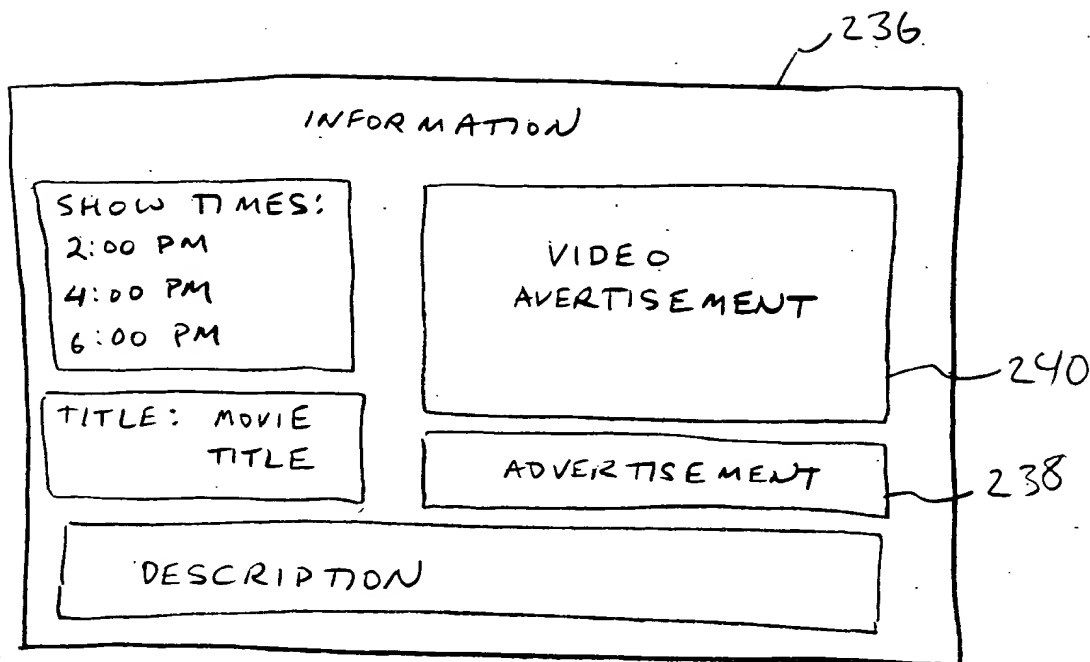 236
INFORMATION
SHOW TIMES:
2:00 PM
4:00 PM
6:00 PM
VIDEO
AVERTISEMENT
240
TITLE: MOVIE
TITLE
ADVERTISEMENT
238
DESCRIPTION